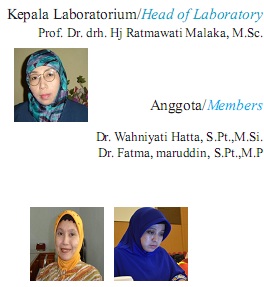 Kepala Laboratorium/Head of Laboratory
Prof. Dr. drh. Hj Ratmawati Malaka, M.Sc.
Anggota/Members
Dr. Wahniyati Hatta, S.Pt.,M.Si.
Dr. Fatma, maruddin, S.Pt.,M.P